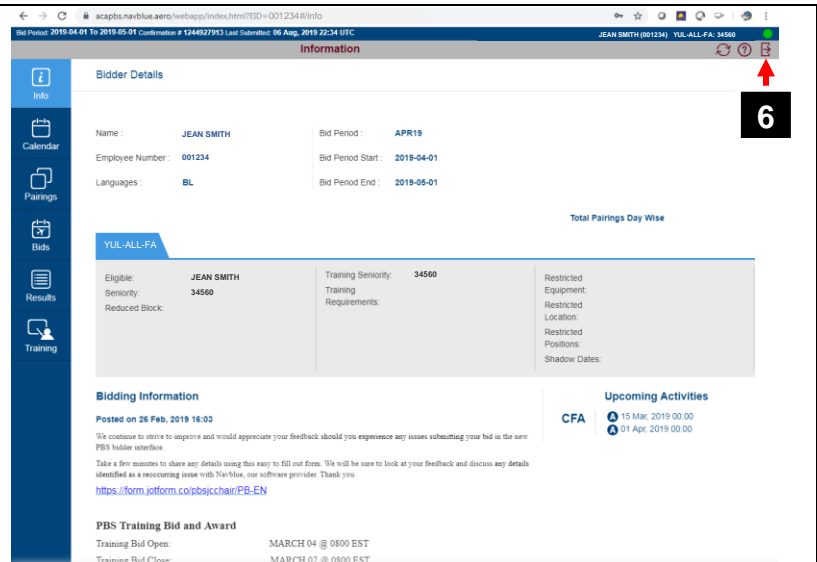 acapbs.navblue.aero/webapp/index.html?EID=001234#/info
Bid Period: 2019-04-01 To 2019-05-01 Confirmation # 1244927913 Last Submitted: 06 Aug, 2019 22:34 UTC
JEAN SMITH (001234) YUL-ALL-FA: 34560
Information
i
Info
Calendar
Pairings
Bids
Results
Training
6
Bidder Details
Name : JEAN SMITH
Bid Period : APR19
Employee Number : 001234
Bid Period Start : 2019-04-01
Languages : BL
Bid Period End : 2019-05-01
Total Pairings Day Wise
YUL-ALL-FA
Eligible: JEAN SMITH
Seniority: 34560
Reduced Block:
Training Seniority: 34560
Training
Requirements:
Restricted
Equipment:
Restricted
Location:
Restricted
Positions:
Shadow Dates:
Bidding Information
Posted on 26 Feb, 2019 16:03
We continue to strive to improve and would appreciate your feedback should you experience any issues submitting your bid in the new
PBS bidder interface.
Take a few minutes to share any details using this easy to fill out form. We will be sure to look at your feedback and discuss any details
identified as a reoccurring issue with Navblue, our software provider. Thank you
https://form.jotform.co/pbsjcchair/PB-EN
PBS Training Bid and Award
Training Bid Open: MARCH 04 @ 0800 EST
Training Bid Close: MARCH 07 @ 0800 EST
Upcoming Activities
CFA
A 15 Mar, 2019 00:00
A 01 Apr, 2019 00:00